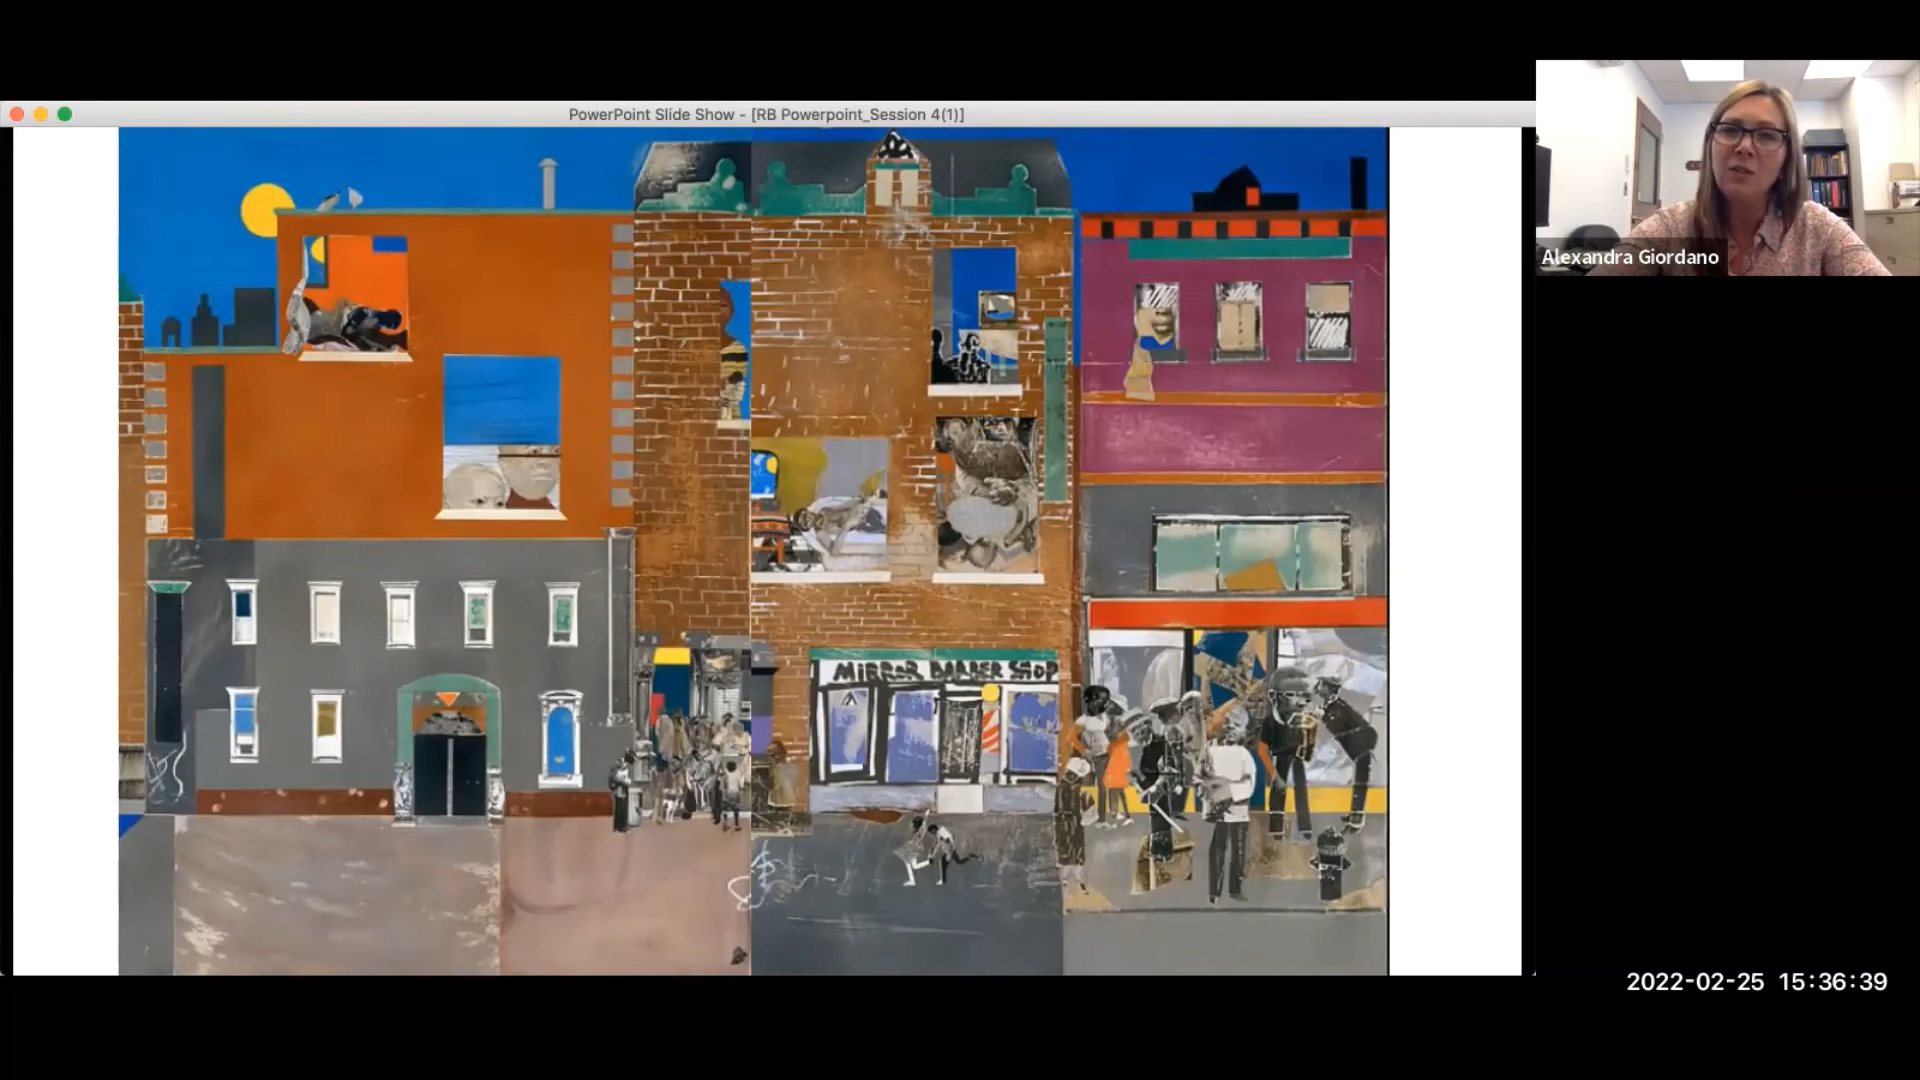 PowerPoint Slide Show - [RB Powerpoint_Session 4(1)]
Alexandra Giordano
MIRROR BARBER SHOP
2022-02-25 15:36:39